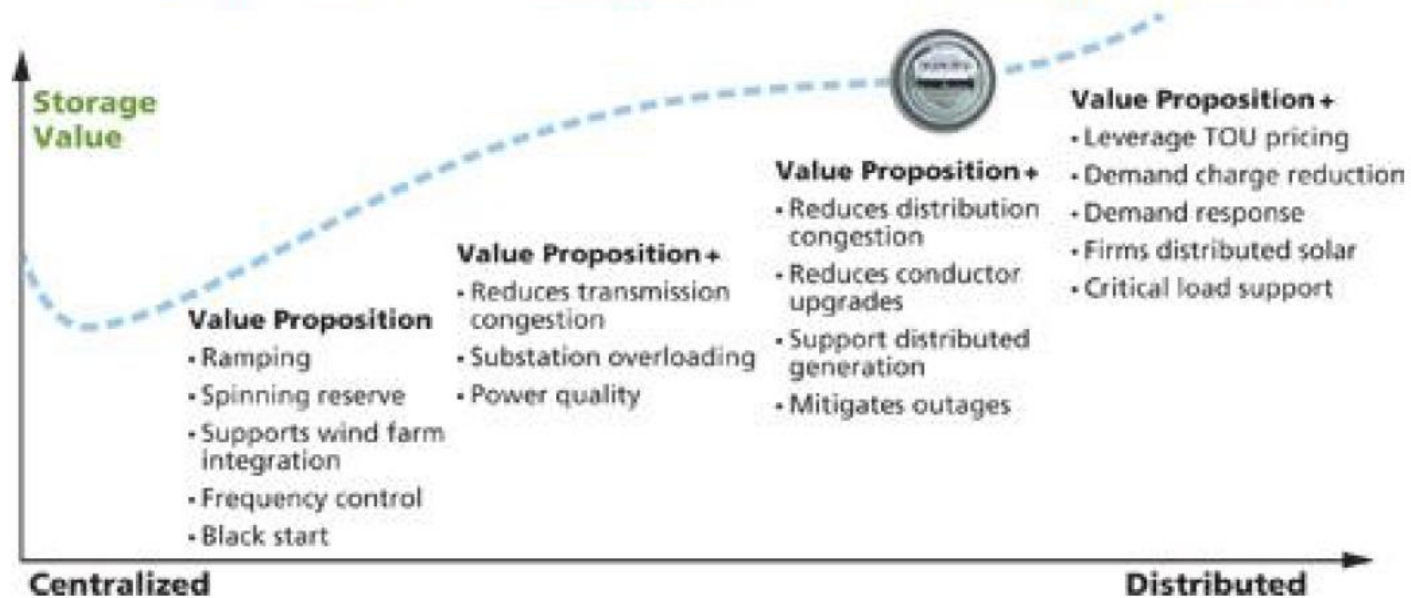 Storage
Value
Value Proposition
• Ramping
• Spinning reserve
• Supports wind farm
integration
• Frequency control
• Black start
Value Proposition+
• Reduces transmission
congestion
• Substation overloading
• Power quality
Value Proposition+
• Reduces distribution
congestion
• Reduces conductor
upgrades
• Support distributed
generation
• Mitigates outages
Value Proposition+
• Leverage TOU pricing
• Demand charge reduction
• Demand response
• Firms distributed solar
• Critical load support
Centralized
Distributed